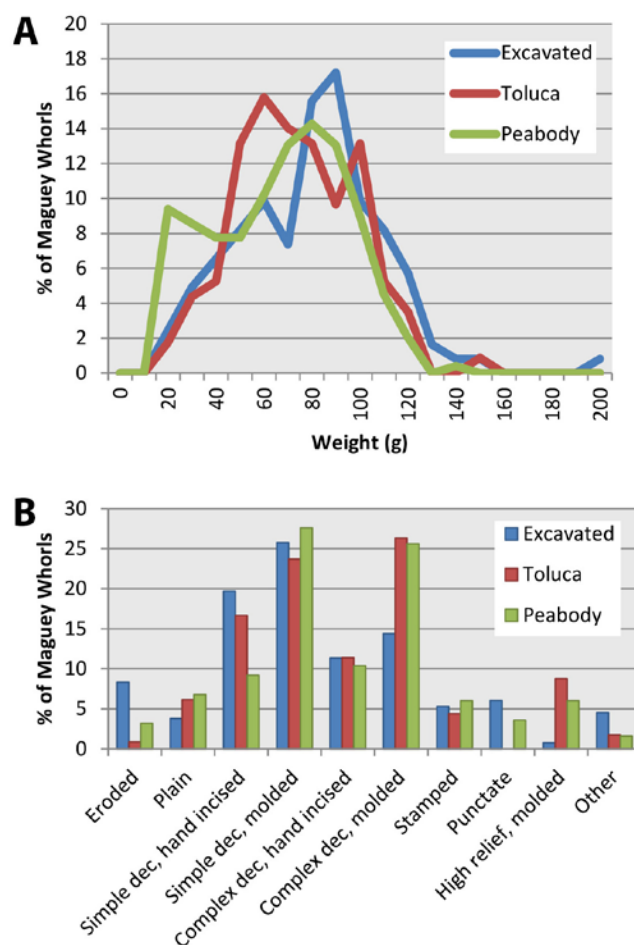 A
20
18
16
14
12
10
8
6
4
2
0
% of Maguey Whorls
Excavated
Toluca
Peabody
0 20 40 60 80 100 120 140 160 180 200
Weight (g)
B
30
25
20
15
10
5
0
% of Maguey Whorls
Excavated
Toluca
Peabody
Eroded
Plain
Simple dec, hand incised
Simple dec, molded
Complex dec, hand incised
Complex dec, molded
Stamped
Punctate
High relief, molded
Other